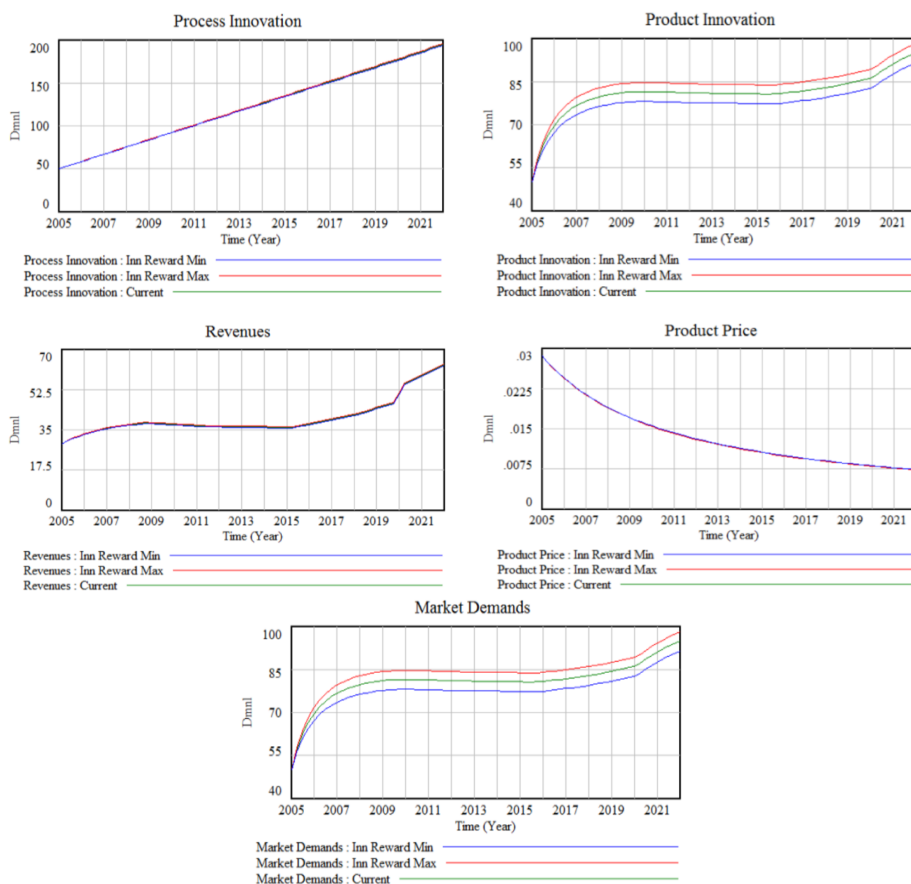 Process Innovation
200
150
100
50
0
Dmnl
2005 2007 2009 2011 2013 2015 2017 2019 2021
Time (Year)
Process Innovation : Inn Reward Min
Process Innovation : Inn Reward Max
Process Innovation : Current
Product Innovation
100
85
70
55
40
Dmnl
2005 2007 2009 2011 2013 2015 2017 2019 2021
Time (Year)
Product Innovation : Inn Reward Min
Product Innovation : Inn Reward Max
Product Innovation : Current
Revenues
70
52.5
35
17.5
0
Dmnl
2005 2007 2009 2011 2013 2015 2017 2019 2021
Time (Year)
Revenues : Inn Reward Min
Revenues : Inn Reward Max
Revenues : Current
Product Price
.03
.0225
.015
.0075
0
Dmnl
2005 2007 2009 2011 2013 2015 2017 2019 2021
Time (Year)
Product Price : Inn Reward Min
Product Price : Inn Reward Max
Product Price : Current
Market Demands
100
85
70
55
40
Dmnl
2005 2007 2009 2011 2013 2015 2017 2019 2021
Time (Year)
Market Demands : Inn Reward Min
Market Demands : Inn Reward Max
Market Demands : Current